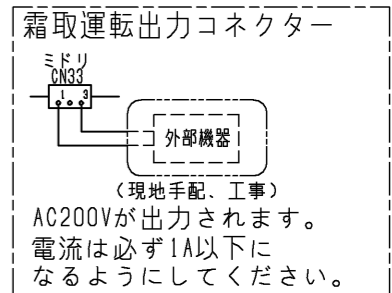 霜取運転出力コネクター
ミドリ
CN33
1 3
外部機器
(現地手配、工事)
AC200Vが出力されます。
電流は必ず1A以下に
なるようにしてください。